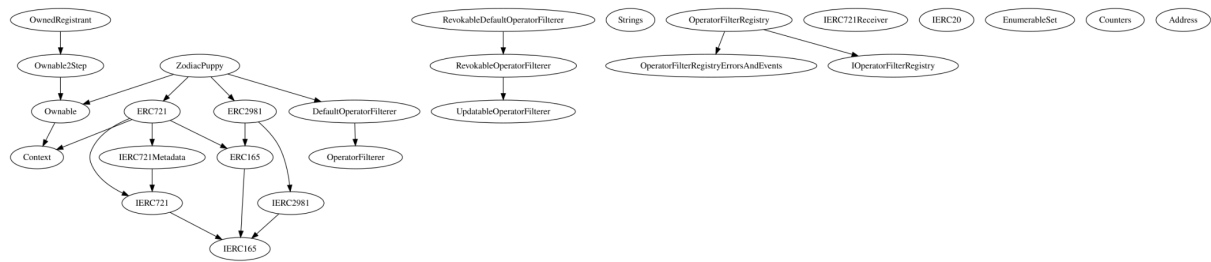 OwnedRegistrant
RevokableDefaultOperatorFilterer
Strings
OperatorFilterRegistry
IERC721Receiver
IERC20
EnumerableSet
Counters
Address
Ownable2Step
ZodiacPuppy
RevokableOperatorFilterer
OperatorFilterRegistryErrorsAndEvents
IOperatorFilterRegistry
Ownable
ERC721
ERC2981
DefaultOperatorFilterer
UpdatableOperatorFilterer
Context
IERC721Metadata
ERC165
OperatorFilterer
IERC721
IERC2981
IERC165